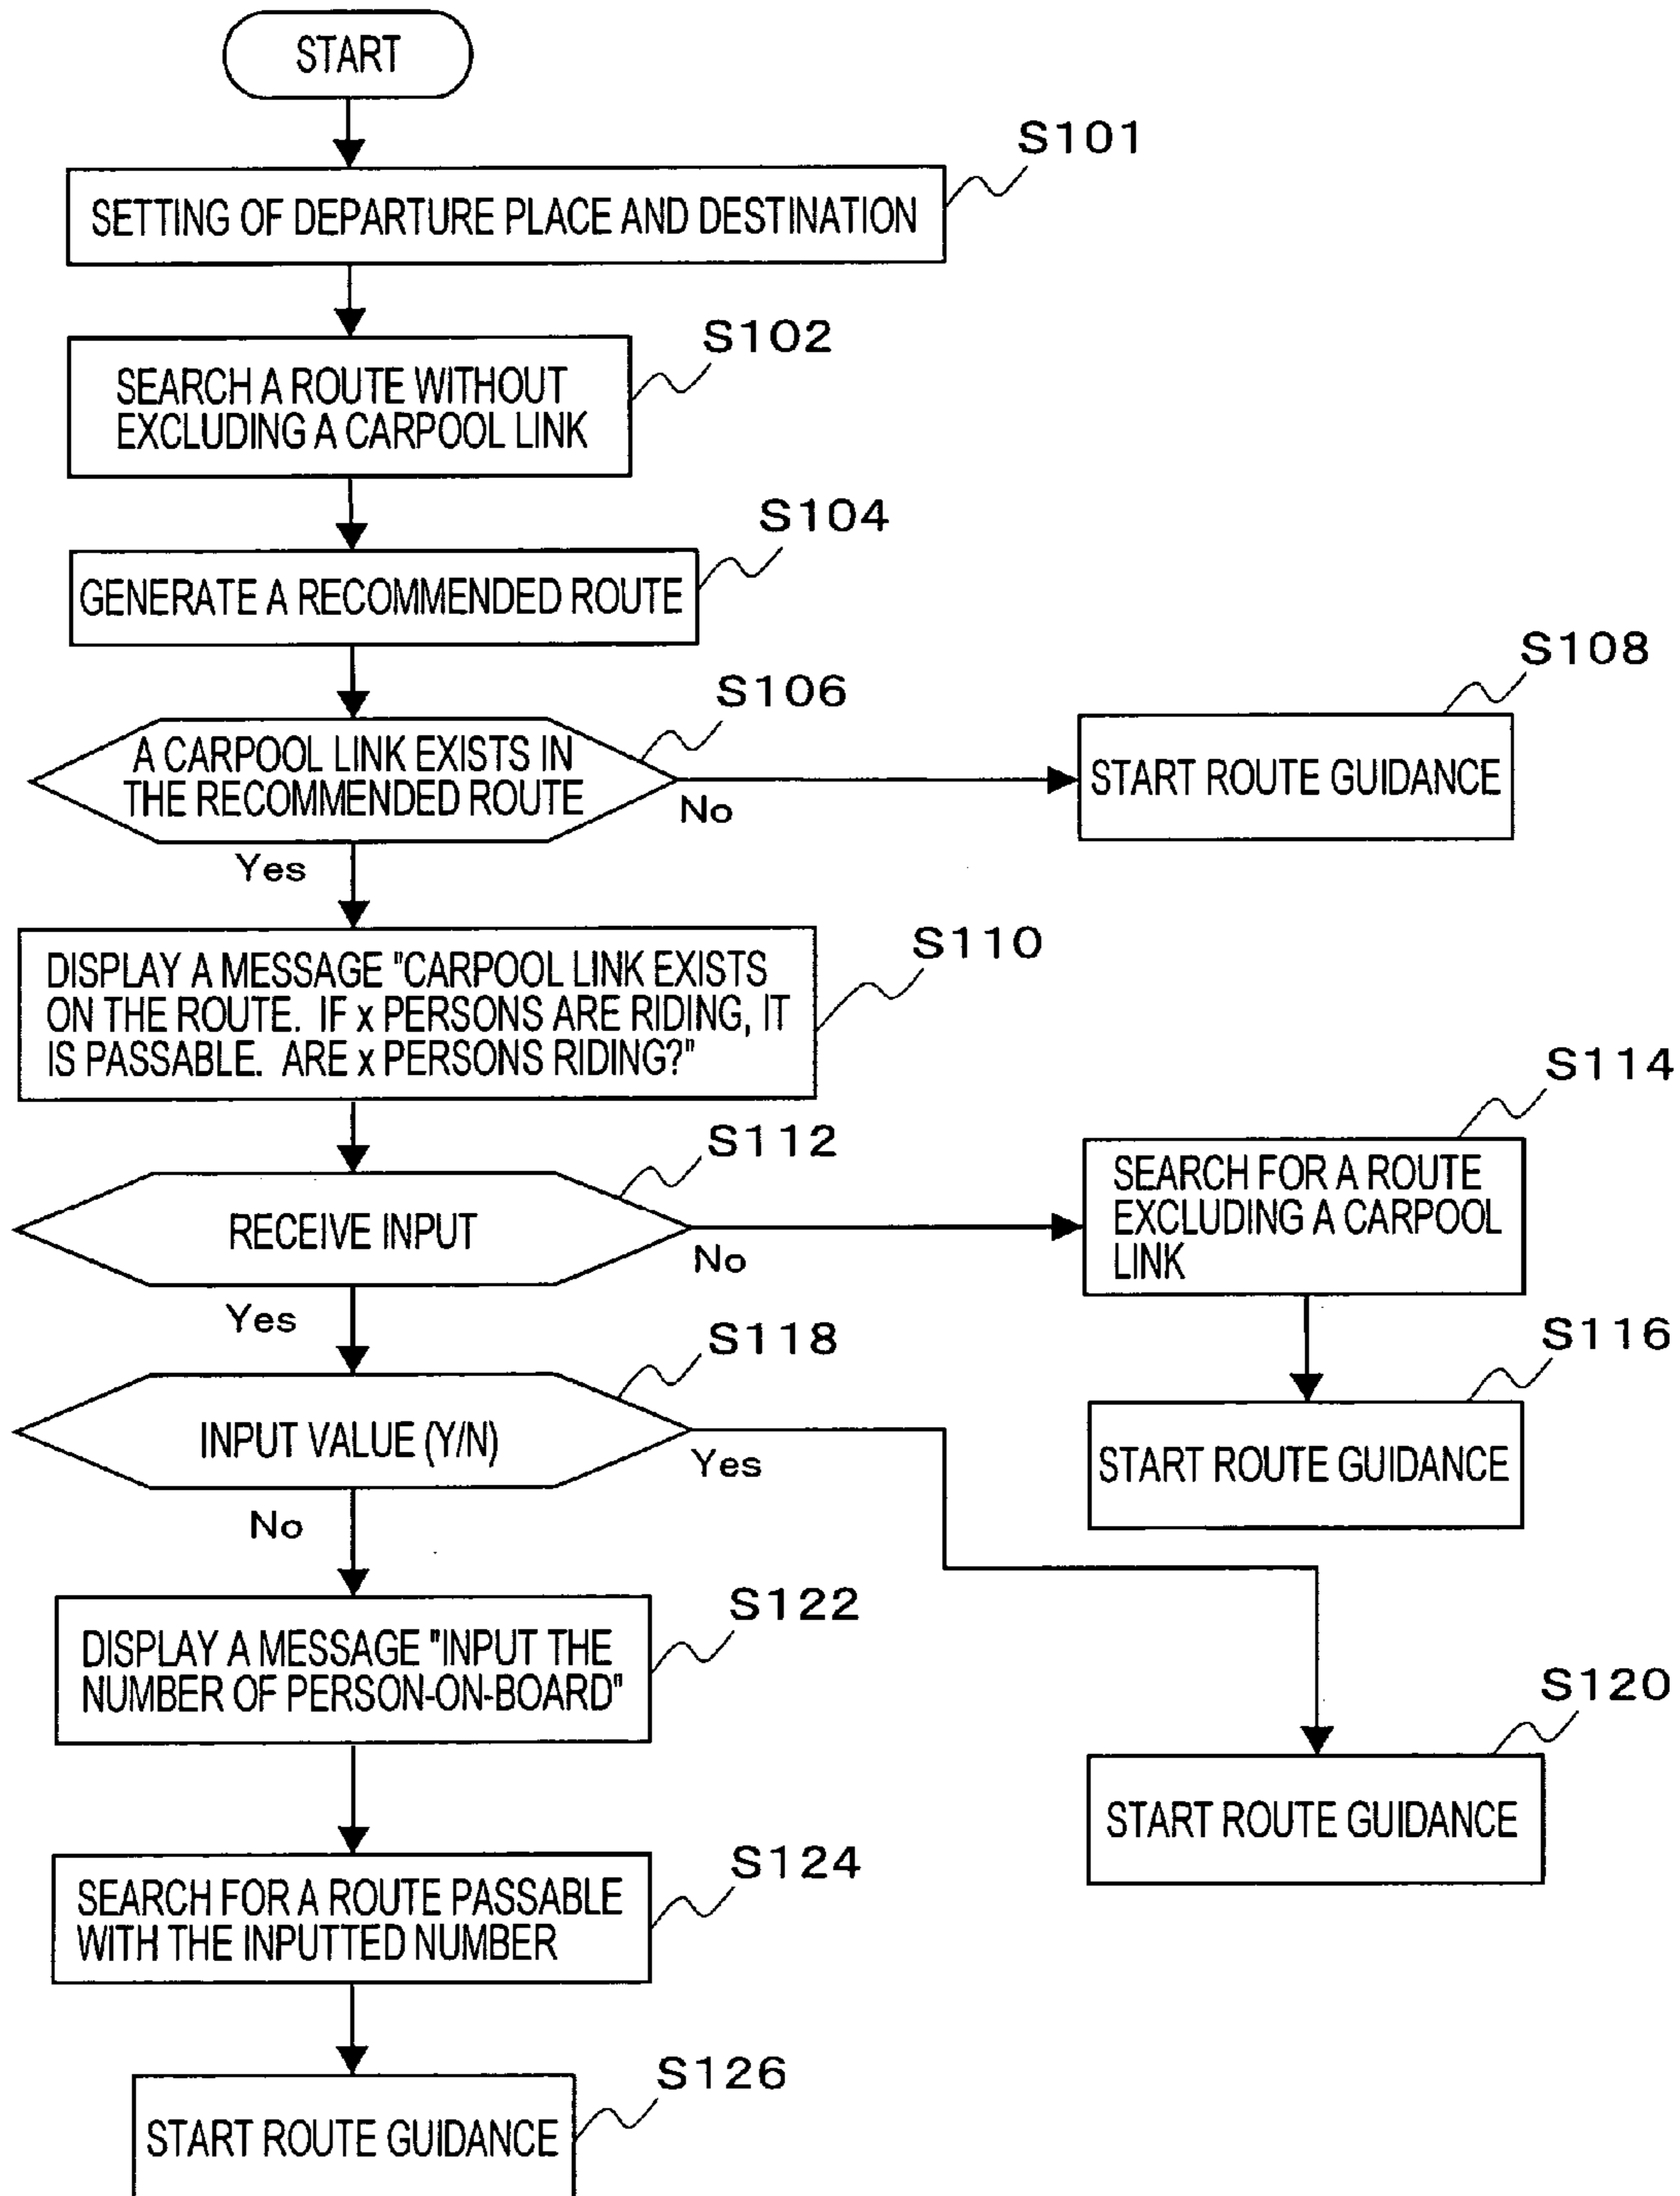 START
S101
SETTING OF DEPARTURE PLACE AND DESTINATION
S102
SEARCH A ROUTE WITHOUT
EXCLUDING A CARPOOL LINK
S104
GENERATE A RECOMMENDED ROUTE
S106
A CARPOOL LINK EXISTS IN
THE RECOMMENDED ROUTE
No
Yes
S108
START ROUTE GUIDANCE
S110
DISPLAY A MESSAGE "CARPOOL LINK EXISTS
ON THE ROUTE. IF x PERSONS ARE RIDING, IT
IS PASSABLE. ARE x PERSONS RIDING?"
S112
RECEIVE INPUT
No
Yes
S114
SEARCH FOR A ROUTE
EXCLUDING A CARPOOL
LINK
S116
START ROUTE GUIDANCE
S118
INPUT VALUE (Y/N)
Yes
No
S120
START ROUTE GUIDANCE
S122
DISPLAY A MESSAGE "INPUT THE
NUMBER OF PERSON-ON-BOARD"
S124
SEARCH FOR A ROUTE PASSABLE
WITH THE INPUTTED NUMBER
S126
START ROUTE GUIDANCE